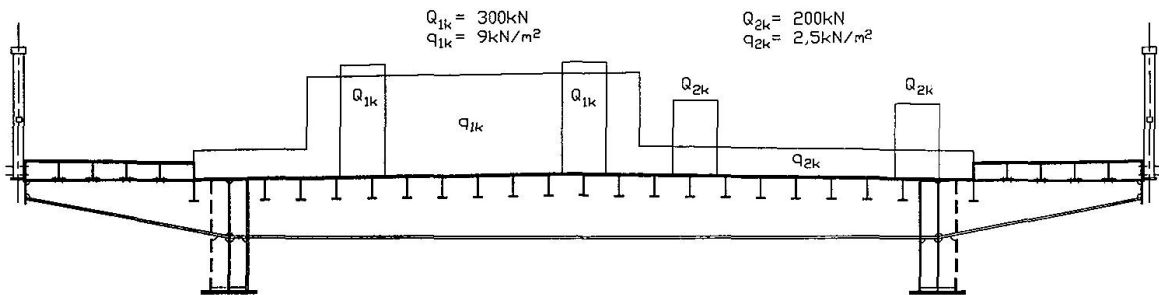 Q1k = 300kN
q1k = 9kN/m²
Q2k = 200kN
q2k = 2,5kN/m²
Q1k
Q1k
Q2k
Q2k
q1k
q2k